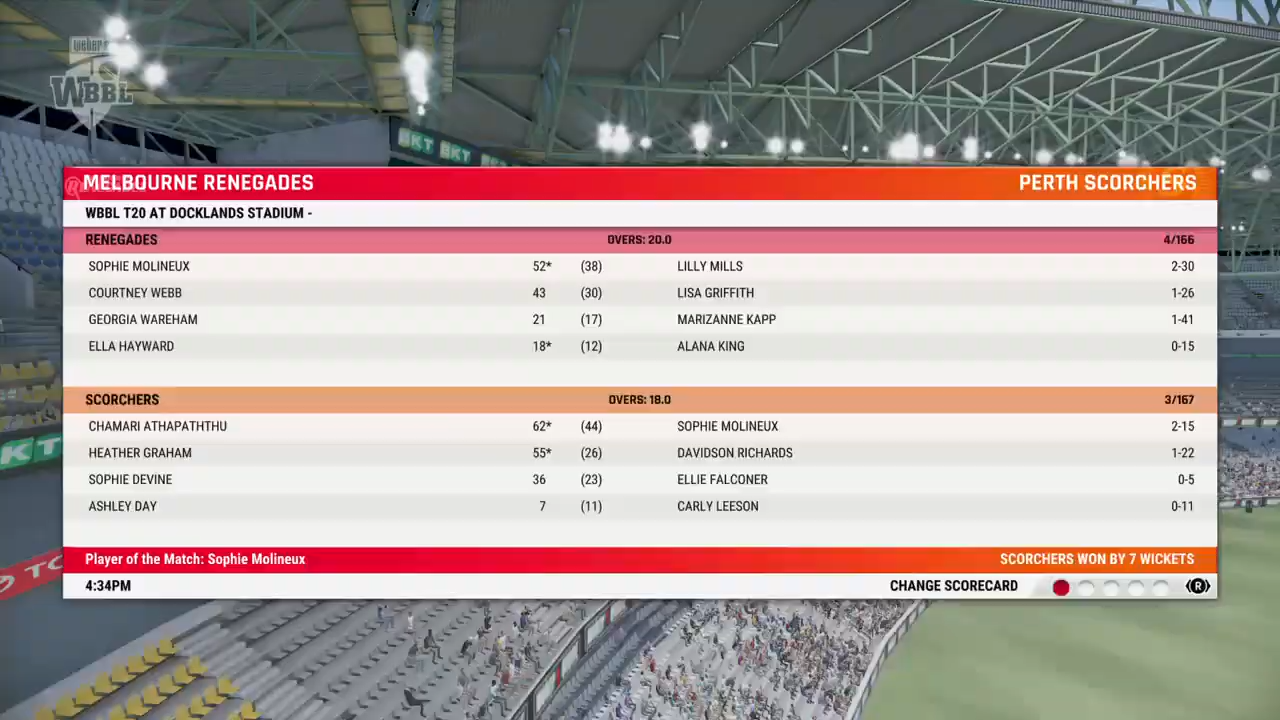 weber
WBBL
BKT BKT
MELBOURNE RENEGADES PERTH SCORCHERS
WBBL T20 AT DOCKLANDS STADIUM -
RENEGADES OVERS: 20.0 4/166
SOPHIE MOLINEUX 52* (38) LILLY MILLS 2-30
COURTNEY WEBB 43 (30) LISA GRIFFITH 1-26
GEORGIA WAREHAM 21 (17) MARIZANNE KAPP 1-41
ELLA HAYWARD 18* (12) ALANA KING 0-15
SCORCHERS OVERS: 18.0 3/167
CHAMARI ATHAPATHTHU 62* (44) SOPHIE MOLINEUX 2-15
HEATHER GRAHAM 55* (26) DAVIDSON RICHARDS 1-22
SOPHIE DEVINE 36 (23) ELLIE FALCONER 0-5
ASHLEY DAY 7 (11) CARLY LEESON 0-11
Player of the Match: Sophie Molineux SCORCHERS WON BY 7 WICKETS
4:34PM CHANGE SCORECARD R